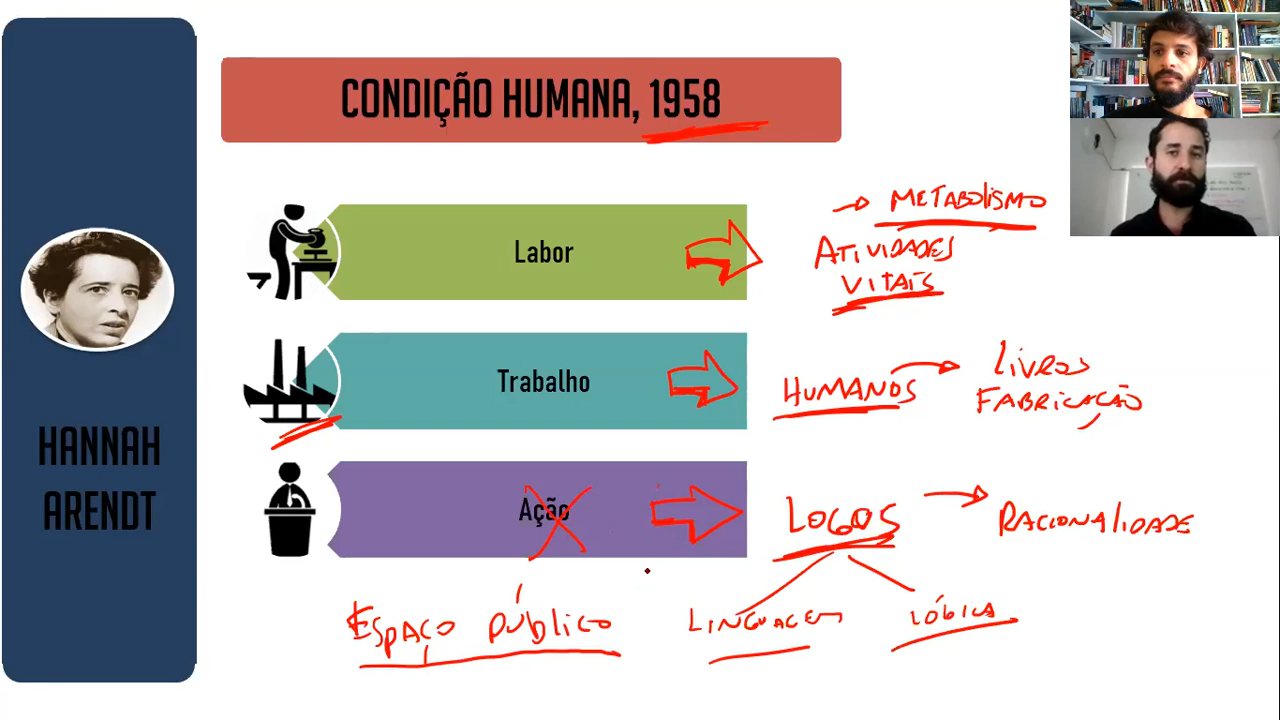 CONDIÇÃO HUMANA, 1958
HANNAH
ARENDT
Labor
METABOLISMO
ATIVIDADES
VITAIS
Trabalho
HUMANOS
LIVROS
FABRICAÇÃO
Ação
LOGOS
RACIONALIDADE
ESPAÇO PÚBLICO
LINGUAGEM
LÓGICA